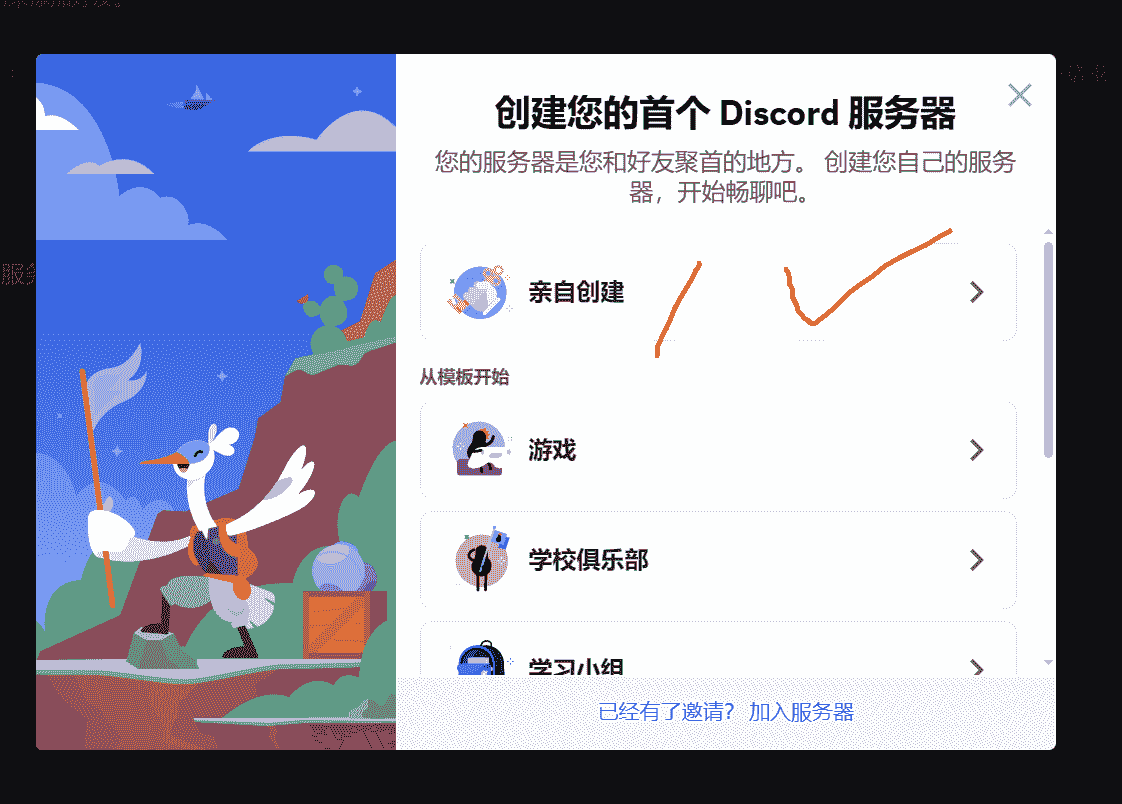 创建您的首个 Discord 服务器
您的服务器是您和好友聚首的地方。 创建您自己的服务
器，开始畅聊吧。
亲自创建
从模板开始
游戏
学校俱乐部
学习小组
已经有了邀请？ 加入服务器